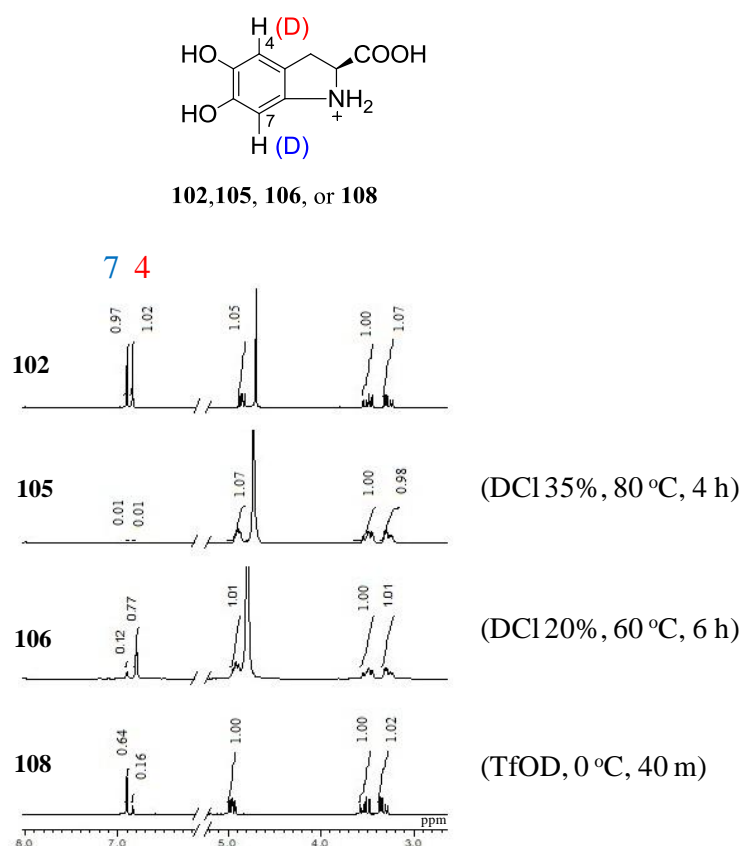 H (D)
4
HO
COOH
HO
NH2
+
7
H (D)
102,105, 106, or 108
7 4
0.97
1.02
1.05
1.00
1.07
102
0.01
0.01
1.07
1.00
0.98
105
(DCl 35%, 80 °C, 4 h)
0.12
0.77
1.01
1.00
1.01
106
(DCl 20%, 60 °C, 6 h)
0.64
0.16
1.00
1.00
1.02
108
(TfOD, 0 °C, 40 m)
ppm
8.0 7.0 5.0 4.0 3.0